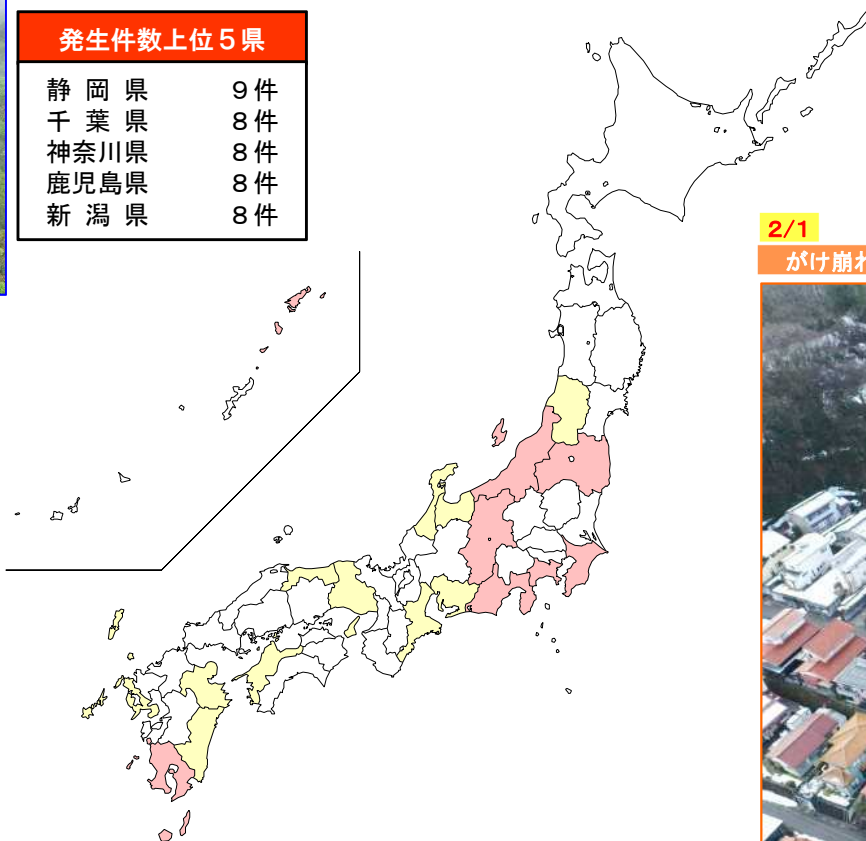 発生件数上位５県
静 岡 県 ９件
千 葉 県 ８件
神奈川県 ８件
鹿児島県 ８件
新 潟 県 ８件
2/1
がけ崩れ